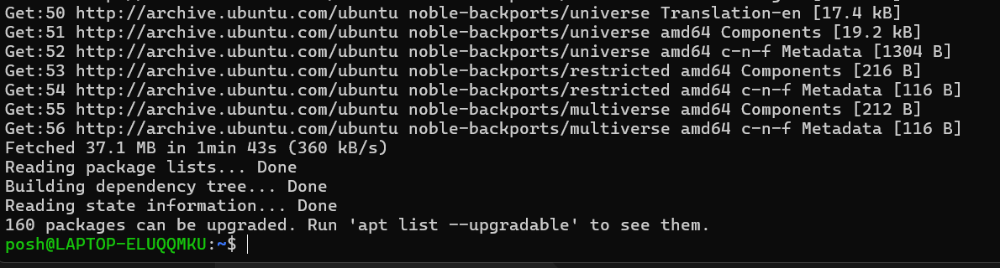 Get:50 http://archive.ubuntu.com/ubuntu noble-backports/universe Translation-en [17.4 kB]
Get:51 http://archive.ubuntu.com/ubuntu noble-backports/universe amd64 Components [19.2 kB]
Get:52 http://archive.ubuntu.com/ubuntu noble-backports/universe amd64 c-n-f Metadata [1304 B]
Get:53 http://archive.ubuntu.com/ubuntu noble-backports/restricted amd64 Components [216 B]
Get:54 http://archive.ubuntu.com/ubuntu noble-backports/restricted amd64 c-n-f Metadata [116 B]
Get:55 http://archive.ubuntu.com/ubuntu noble-backports/multiverse amd64 Components [212 B]
Get:56 http://archive.ubuntu.com/ubuntu noble-backports/multiverse amd64 c-n-f Metadata [116 B]
Fetched 37.1 MB in 1min 43s (360 kB/s)
Reading package lists... Done
Building dependency tree... Done
Reading state information... Done
160 packages can be upgraded. Run 'apt list --upgradable' to see them.
posh@LAPTOP-ELUQQMKU:~$